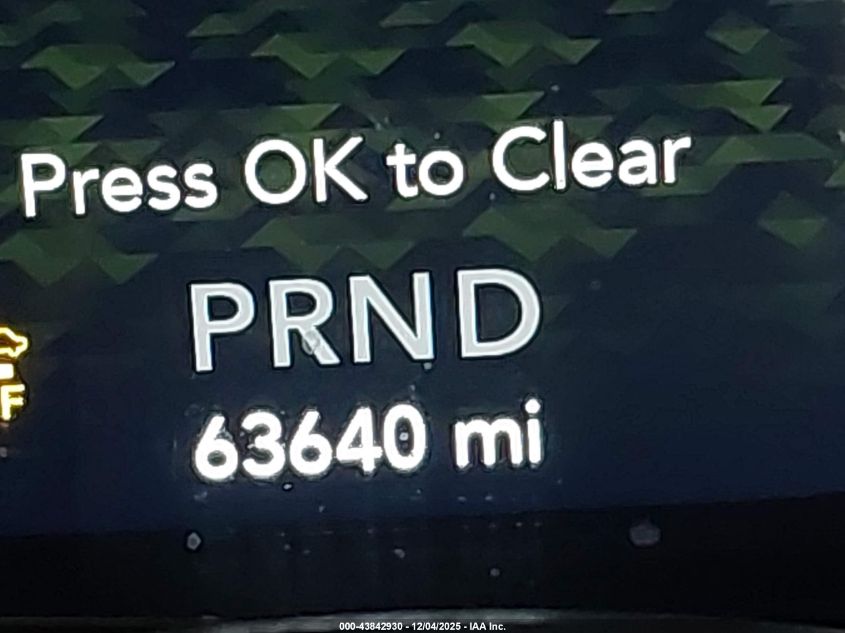 Press OK to Clear
PRND
F
63640 mi
000-43842930 - 12/04/2025 - IAA Inc.